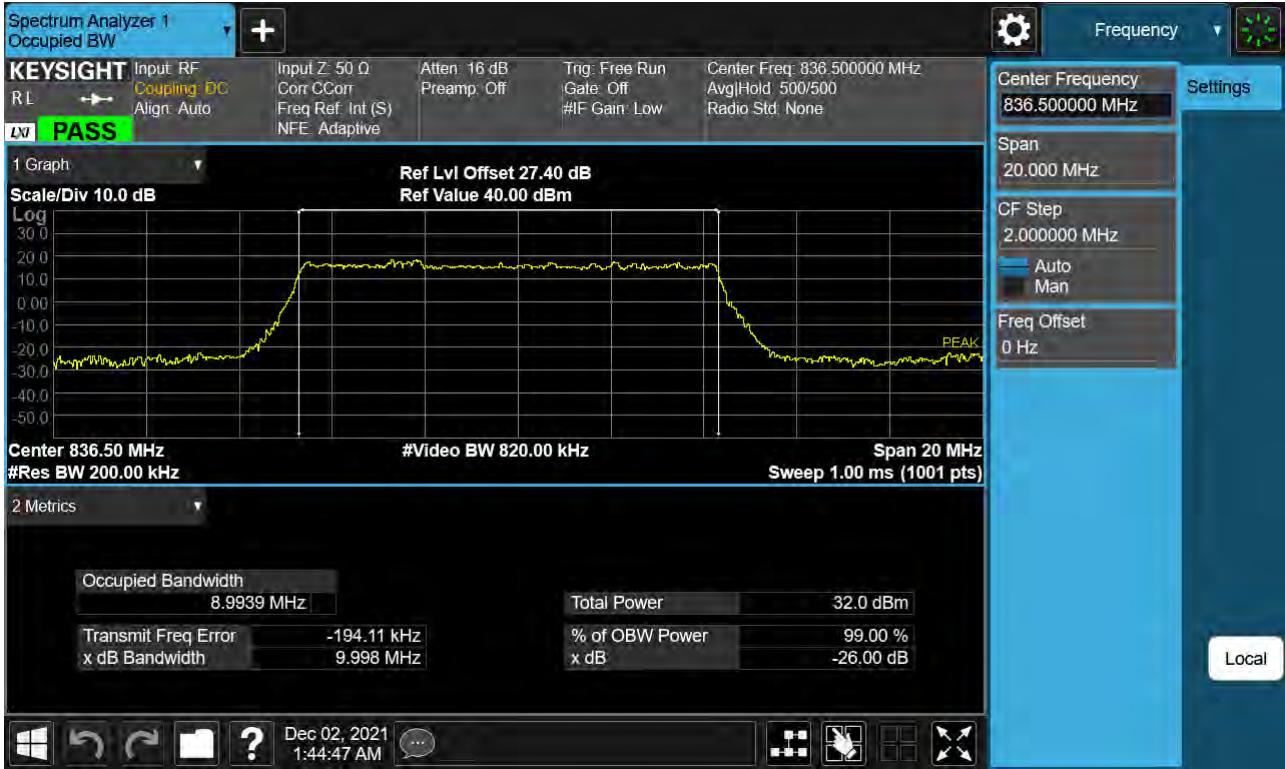 Spectrum Analyzer 1
Occupied BW
Frequency
KEYSIGHT
RL
LXI PASS
Input: RF
Coupling: DC
Align: Auto
Input Z: 50 Ω
Corr CCorr
Freq Ref: Int (S)
NFE: Adaptive
Atten: 16 dB
Preamp: Off
Trig: Free Run
Gate: Off
#IF Gain: Low
Center Freq: 836.500000 MHz
Avg|Hold: 500/500
Radio Std: None
Center Frequency
836.500000 MHz
Settings
Span
20.000 MHz
CF Step
2.000000 MHz
Auto
Man
Freq Offset
0 Hz
Local
1 Graph
Scale/Div 10.0 dB
Ref Lvl Offset 27.40 dB
Ref Value 40.00 dBm
Log
30.0
20.0
10.0
0.00
-10.0
-20.0
-30.0
-40.0
-50.0
PEAK
Center 836.50 MHz
#Video BW 820.00 kHz
Span 20 MHz
#Res BW 200.00 kHz
Sweep 1.00 ms (1001 pts)
2 Metrics
Occupied Bandwidth
8.9939 MHz
Total Power 32.0 dBm
Transmit Freq Error -194.11 kHz
% of OBW Power 99.00 %
x dB Bandwidth 9.998 MHz
x dB -26.00 dB
?
Dec 02, 2021
1:44:47 AM